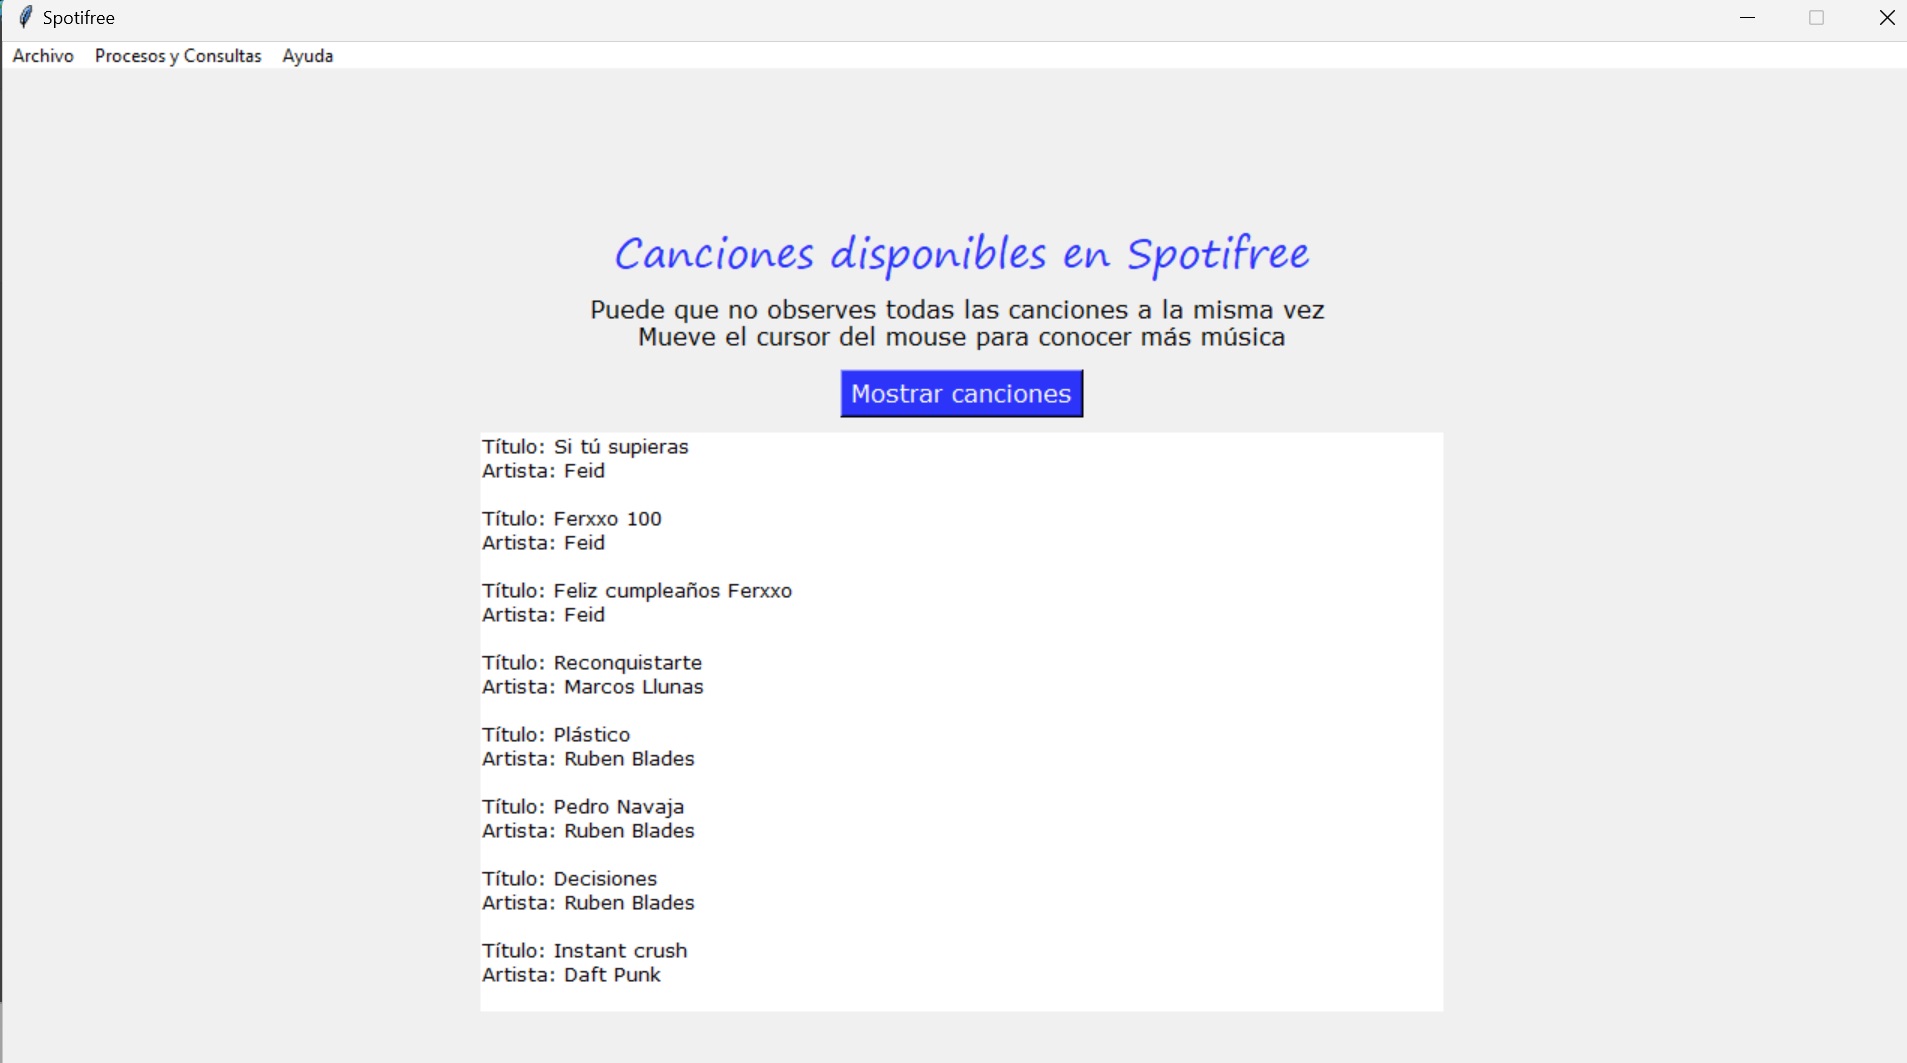 Spotifree
Archivo Procesos y Consultas Ayuda
Canciones disponibles en Spotifree
Puede que no observes todas las canciones a la misma vez
Mueve el cursor del mouse para conocer más música
Mostrar canciones
Título: Si tú supieras
Artista: Feid
Título: Ferxxo 100
Artista: Feid
Título: Feliz cumpleaños Ferxxo
Artista: Feid
Título: Reconquistarte
Artista: Marcos Llunas
Título: Plástico
Artista: Ruben Blades
Título: Pedro Navaja
Artista: Ruben Blades
Título: Decisiones
Artista: Ruben Blades
Título: Instant crush
Artista: Daft Punk